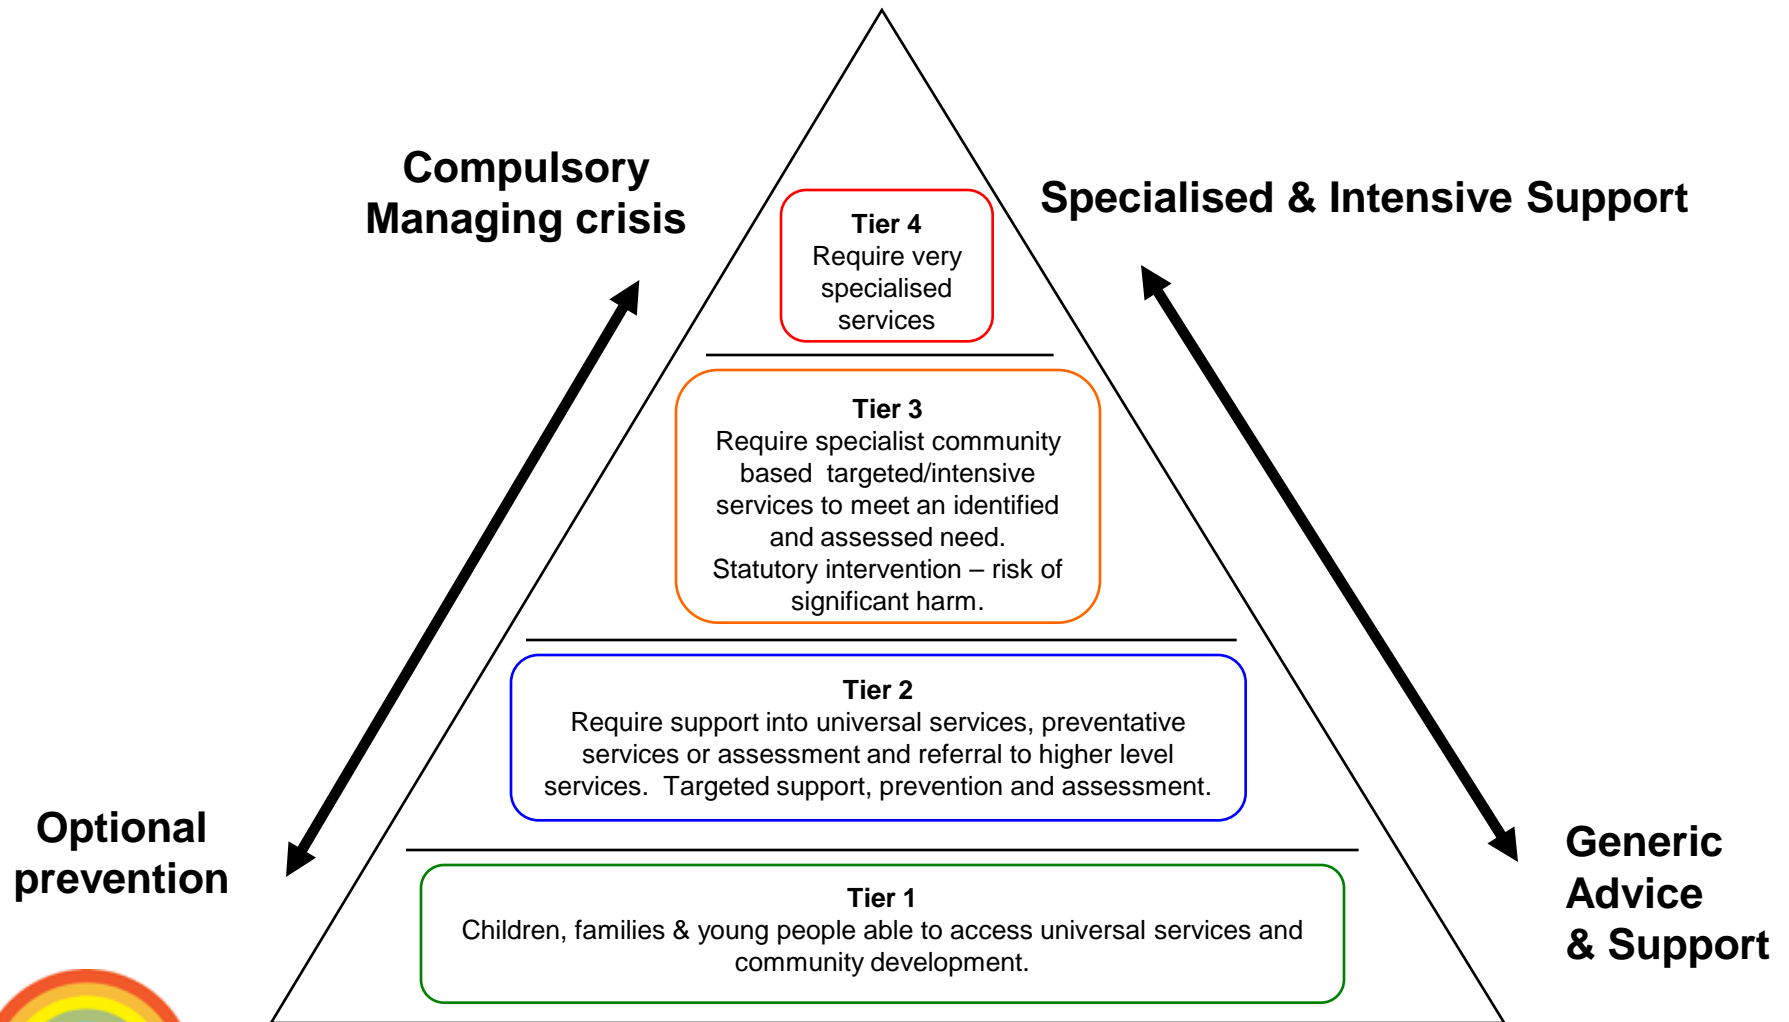 Compulsory
Managing crisis
Specialised & Intensive Support
Tier 4
Require very
specialised
services
Tier 3
Require specialist community
based  targeted/intensive
services to meet an identified
and assessed need.
Statutory intervention – risk of
significant harm.
Tier 2
Require support into universal services, preventative
services or assessment and referral to higher level
services.  Targeted support, prevention and assessment.
Optional
prevention
Generic
Advice
& Support
Tier 1
Children, families & young people able to access universal services and
community development.